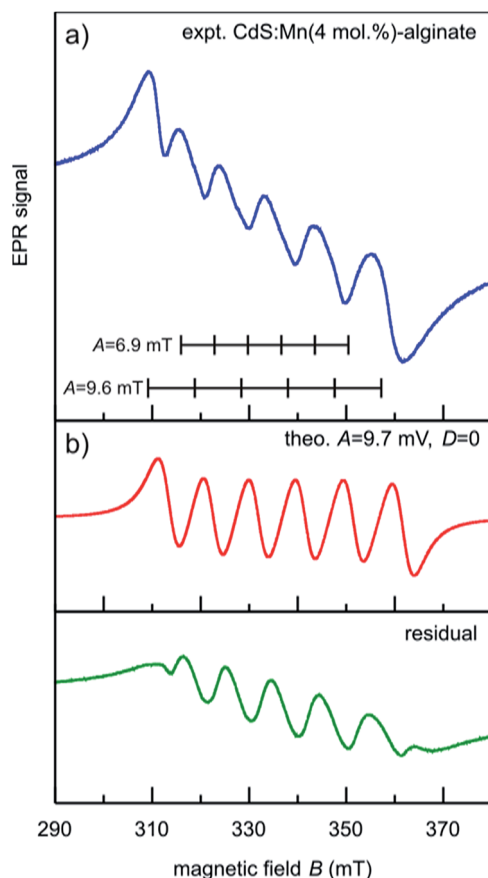 a)
expt. CdS:Mn(4 mol.%)-alginate
EPR signal
A=6.9 mT
A=9.6 mT
b)
theo. A=9.7 mV, D=0
residual
290
310
330
350
370
magnetic field B (mT)